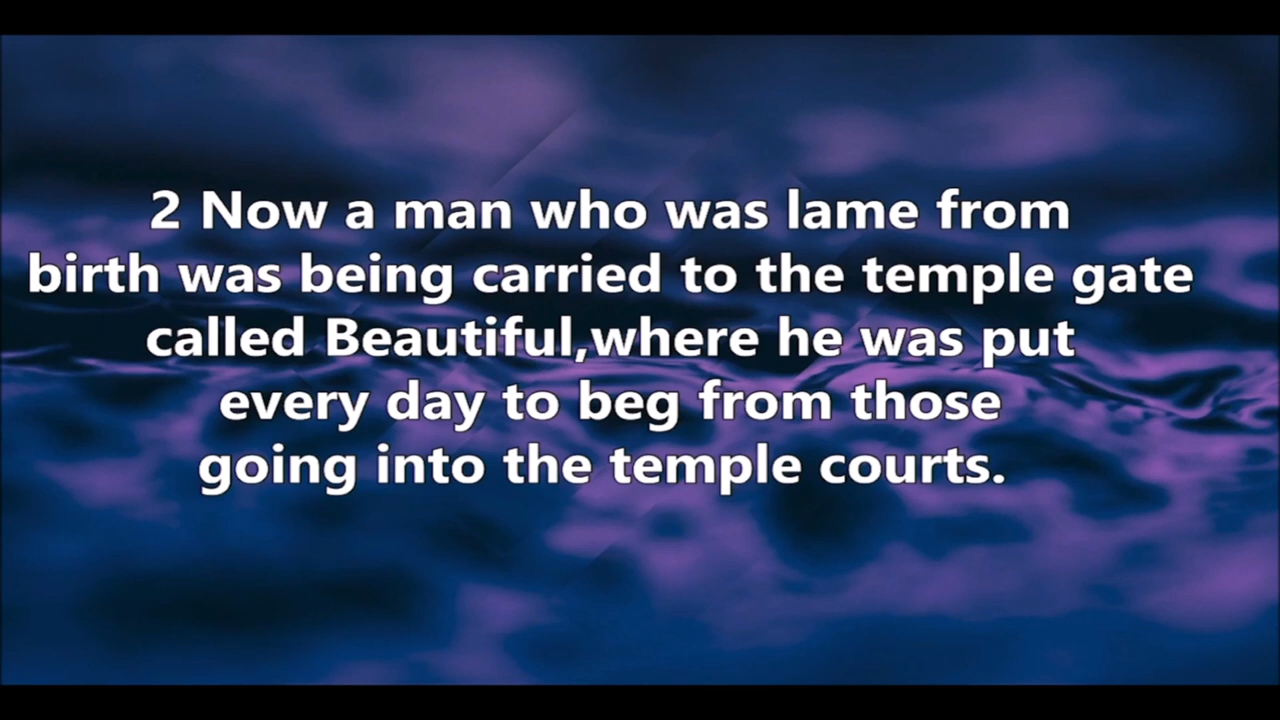 2 Now a man who was lame from
birth was being carried to the temple gate
called Beautiful,where he was put
every day to beg from those
going into the temple courts.